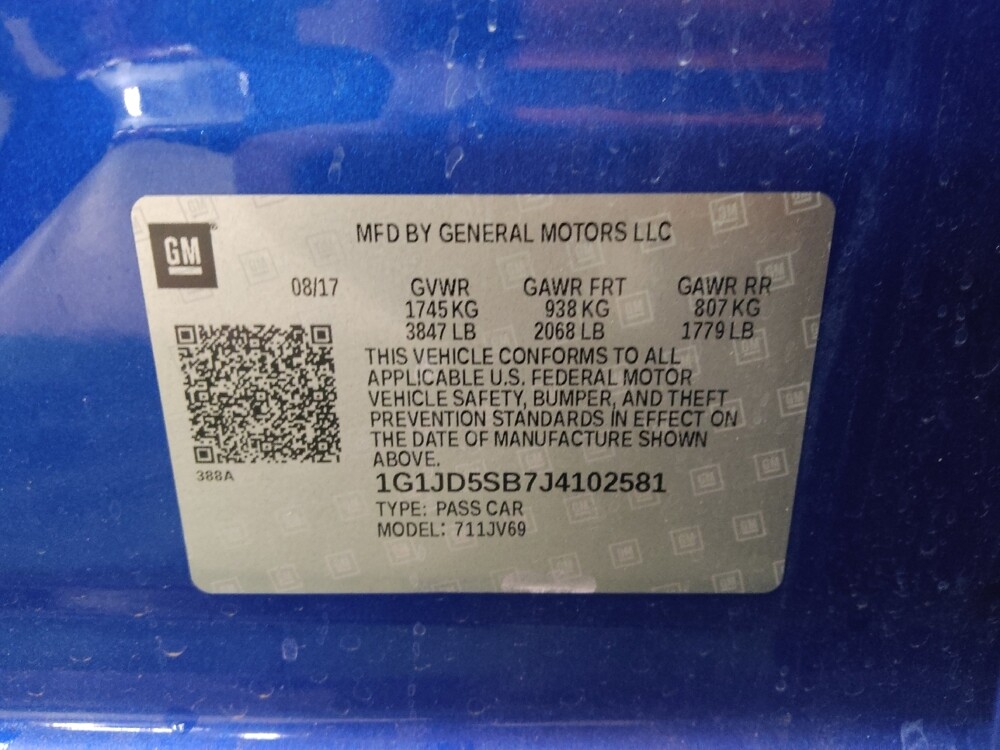 GM
MFD BY GENERAL MOTORS LLC
08/17 GVWR GAWR FRT GAWR RR
1745 KG 938 KG 807 KG
3847 LB 2068 LB 1779 LB
THIS VEHICLE CONFORMS TO ALL
APPLICABLE U.S. FEDERAL MOTOR
VEHICLE SAFETY, BUMPER, AND THEFT
PREVENTION STANDARDS IN EFFECT ON
THE DATE OF MANUFACTURE SHOWN
ABOVE.
388A
1G1JD5SB7J4102581
TYPE: PASS CAR
MODEL: 711JV69